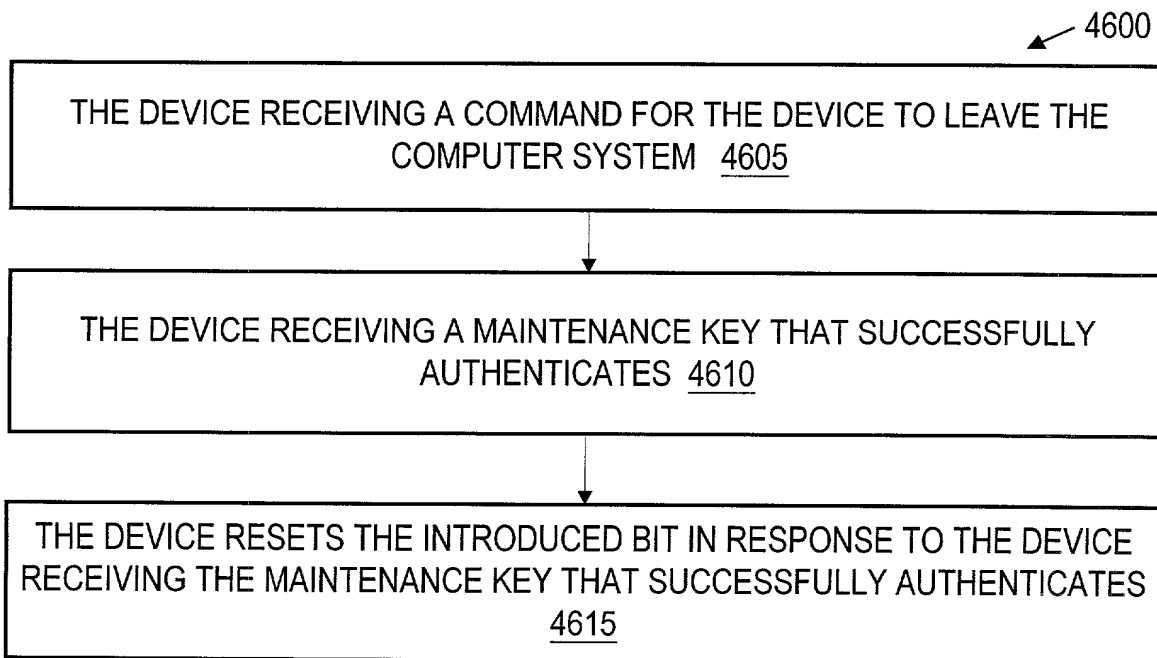 4600
THE DEVICE RECEIVING A COMMAND FOR THE DEVICE TO LEAVE THE
COMPUTER SYSTEM 4605
THE DEVICE RECEIVING A MAINTENANCE KEY THAT SUCCESSFULLY
AUTHENTICATES 4610
THE DEVICE RESETS THE INTRODUCED BIT IN RESPONSE TO THE DEVICE
RECEIVING THE MAINTENANCE KEY THAT SUCCESSFULLY AUTHENTICATES
4615